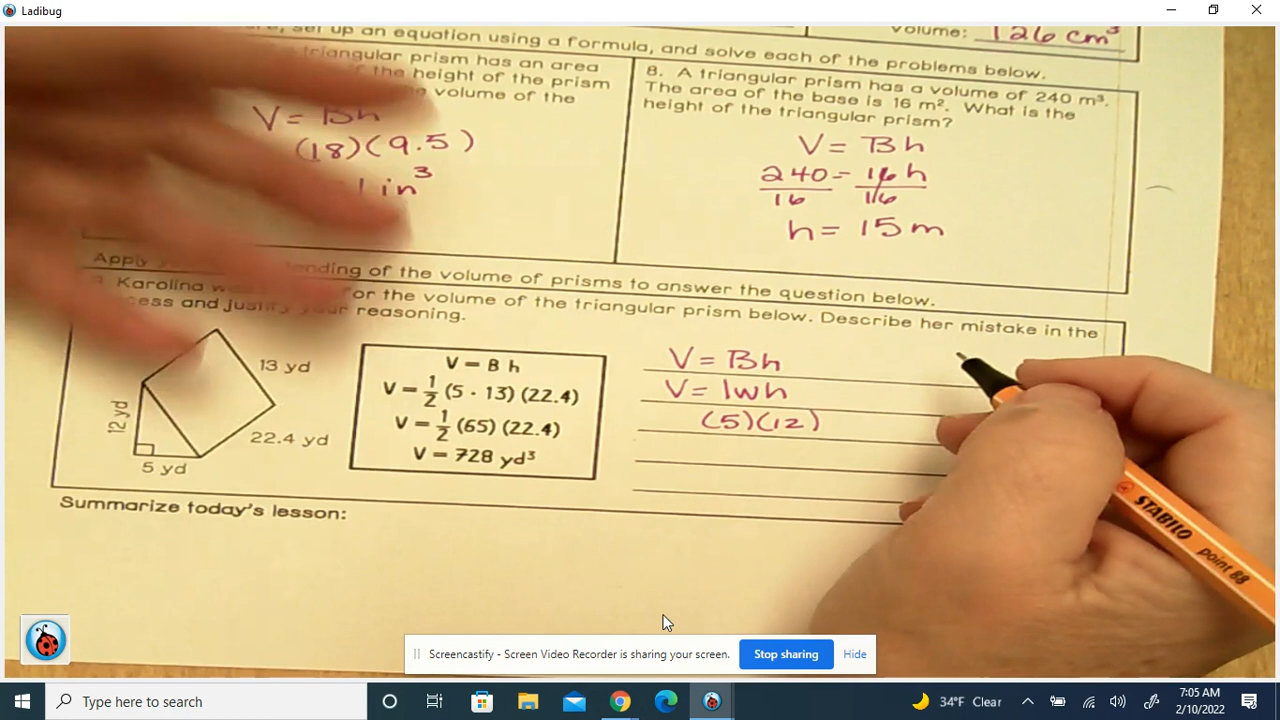 Ladibug
set up an equation using a formula, and solve each of the problems below.
Volume: 126 cm³
triangular prism has an area
the height of the prism
volume of the
V = Bh
(18)(9.5)
in³
8. A triangular prism has a volume of 240 m³.
The area of the base is 16 m². What is the
height of the triangular prism?
V = Bh
240 = 16h
16 16
h = 15 m
Apply of the volume of prisms to answer the question below.
Karolina for the volume of the triangular prism below. Describe her mistake in the
and justify your reasoning.
13 yd
12 yd
22.4 yd
5 yd
V = B h
V = 1/2 (5 · 13)(22.4)
V = 1/2 (65)(22.4)
V = 728 yd³
V = Bh
V = lwh
(5)(12)
Summarize today's lesson:
STABILO point 88
Screencastify - Screen Video Recorder is sharing your screen.
Stop sharing
Hide
Type here to search
34°F Clear
7:05 AM
2/10/2022